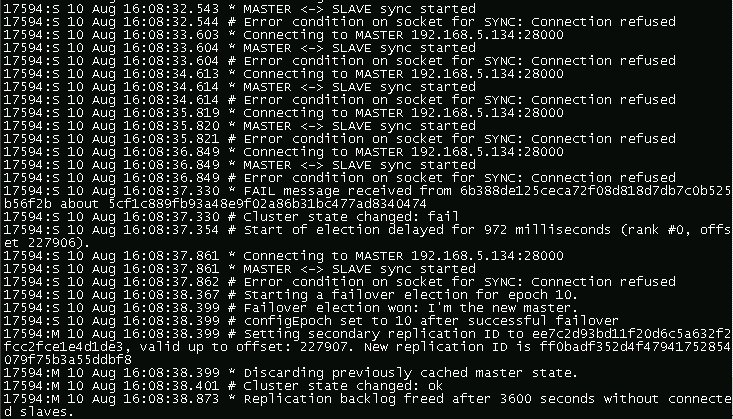 17594:S 10 Aug 16:08:32.543 * MASTER <-> SLAVE sync started
17594:S 10 Aug 16:08:32.544 # Error condition on socket for SYNC: Connection refused
17594:S 10 Aug 16:08:33.603 * Connecting to MASTER 192.168.5.134:28000
17594:S 10 Aug 16:08:33.604 * MASTER <-> SLAVE sync started
17594:S 10 Aug 16:08:33.604 # Error condition on socket for SYNC: Connection refused
17594:S 10 Aug 16:08:34.613 * Connecting to MASTER 192.168.5.134:28000
17594:S 10 Aug 16:08:34.614 * MASTER <-> SLAVE sync started
17594:S 10 Aug 16:08:34.614 # Error condition on socket for SYNC: Connection refused
17594:S 10 Aug 16:08:35.819 * Connecting to MASTER 192.168.5.134:28000
17594:S 10 Aug 16:08:35.820 * MASTER <-> SLAVE sync started
17594:S 10 Aug 16:08:35.821 # Error condition on socket for SYNC: Connection refused
17594:S 10 Aug 16:08:36.849 * Connecting to MASTER 192.168.5.134:28000
17594:S 10 Aug 16:08:36.849 * MASTER <-> SLAVE sync started
17594:S 10 Aug 16:08:36.849 # Error condition on socket for SYNC: Connection refused
17594:S 10 Aug 16:08:37.330 * FAIL message received from 6b388de125ceca72f08d818d7db7c0b525
b56f2b about 5cf1c889fb93a48e9f02a86b31bc477ad8340474
17594:S 10 Aug 16:08:37.330 # Cluster state changed: fail
17594:S 10 Aug 16:08:37.354 # Start of election delayed for 972 milliseconds (rank #0, offs
et 227906).
17594:S 10 Aug 16:08:37.861 * Connecting to MASTER 192.168.5.134:28000
17594:S 10 Aug 16:08:37.861 * MASTER <-> SLAVE sync started
17594:S 10 Aug 16:08:37.862 # Error condition on socket for SYNC: Connection refused
17594:S 10 Aug 16:08:38.367 # Starting a failover election for epoch 10.
17594:S 10 Aug 16:08:38.399 # Failover election won: I'm the new master.
17594:S 10 Aug 16:08:38.399 # configEpoch set to 10 after successful failover
17594:M 10 Aug 16:08:38.399 # Setting secondary replication ID to ee7c2d93bd11f20d6c5a632f2
fcc2fce1e4d1de3, valid up to offset: 227907. New replication ID is ff0badf352d4f47941752854
079f75b3a55ddbf8
17594:M 10 Aug 16:08:38.399 * Discarding previously cached master state.
17594:M 10 Aug 16:08:38.401 # Cluster state changed: ok
17594:M 10 Aug 16:08:38.873 * Replication backlog freed after 3600 seconds without connecte
d slaves.